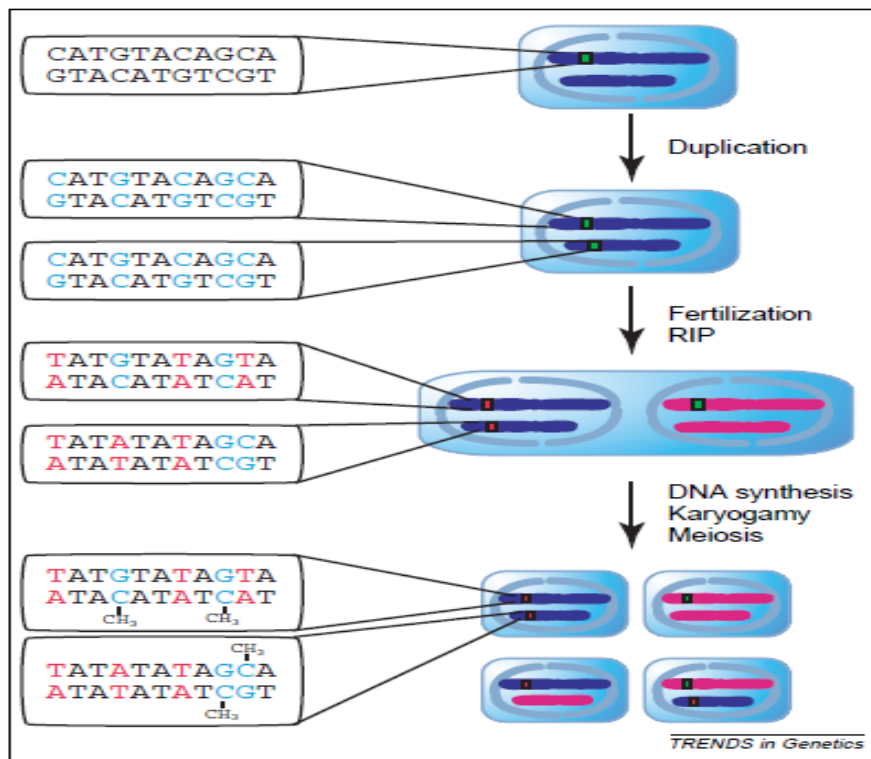 CATGTACAGCA
GTACATGTCGT
Duplication
CATGTACAGCA
GTACATGTCGT
CATGTACAGCA
GTACATGTCGT
Fertilization
RIP
TATGTATAGTA
ATACATATCAT
TATATATAGCA
ATATATATCGT
DNA synthesis
Karyogamy
Meiosis
TATGTATAGTA
ATACATATCAT
CH₃ CH₃
CH₃
TATATATAGCA
ATATATATCGT
CH₃
TRENDS in Genetics